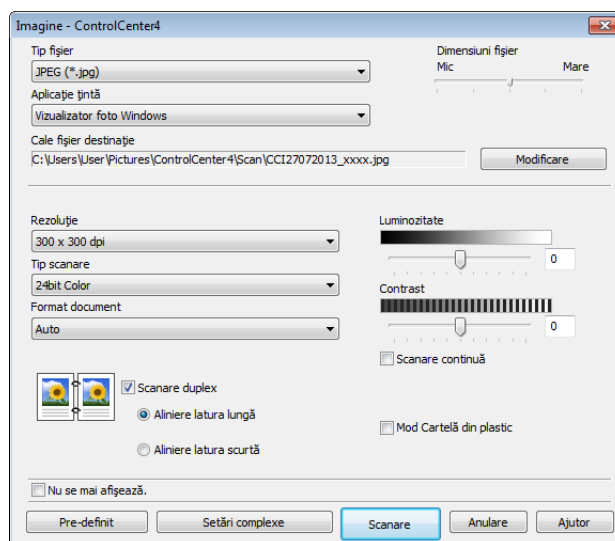 Imagine - ControlCenter4
Tip fişier
JPEG (*.jpg)
Dimensiuni fişier
Mic
Mare
Aplicaţie ţintă
Vizualizator foto Windows
Cale fişier destinaţie
C:\Users\User\Pictures\ControlCenter4\Scan\CCI27072013_xxxx.jpg
Modificare
Rezoluţie
300 x 300 dpi
Tip scanare
24bit Color
Format document
Auto
Luminozitate
0
Contrast
0
Scanare continuă
Scanare duplex
Aliniere latura lungă
Aliniere latura scurtă
Mod Cartelă din plastic
Nu se mai afişează.
Pre-definit
Setări complexe
Scanare
Anulare
Ajutor